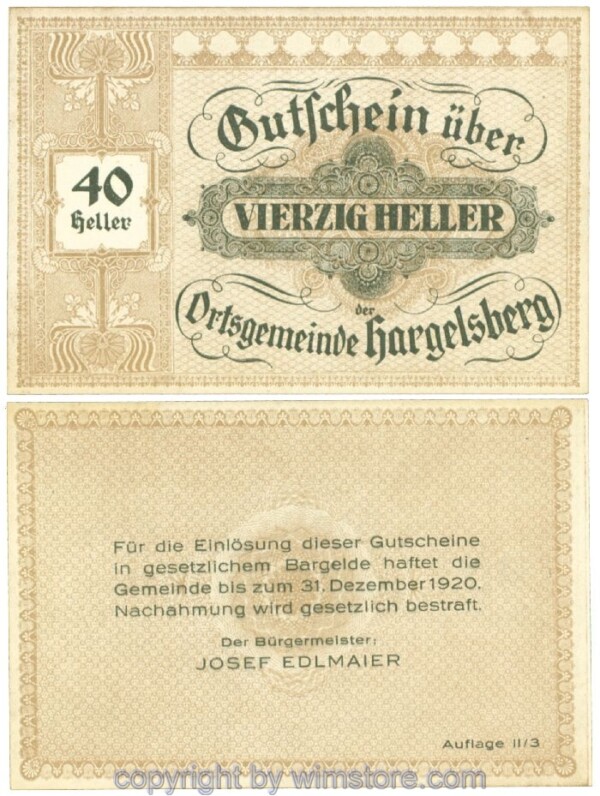 Gutschein über
40
Heller
VIERZIG HELLER
der
Ortsgemeinde Hargelsberg
Für die Einlösung dieser Gutscheine
in gesetzlichem Bargelde haftet die
Gemeinde bis zum 31. Dezember 1920.
Nachahmung wird gesetzlich bestraft.
Der Bürgermeister:
JOSEF EDLMAIER
Auflage II/3
copyright by wimstore.com